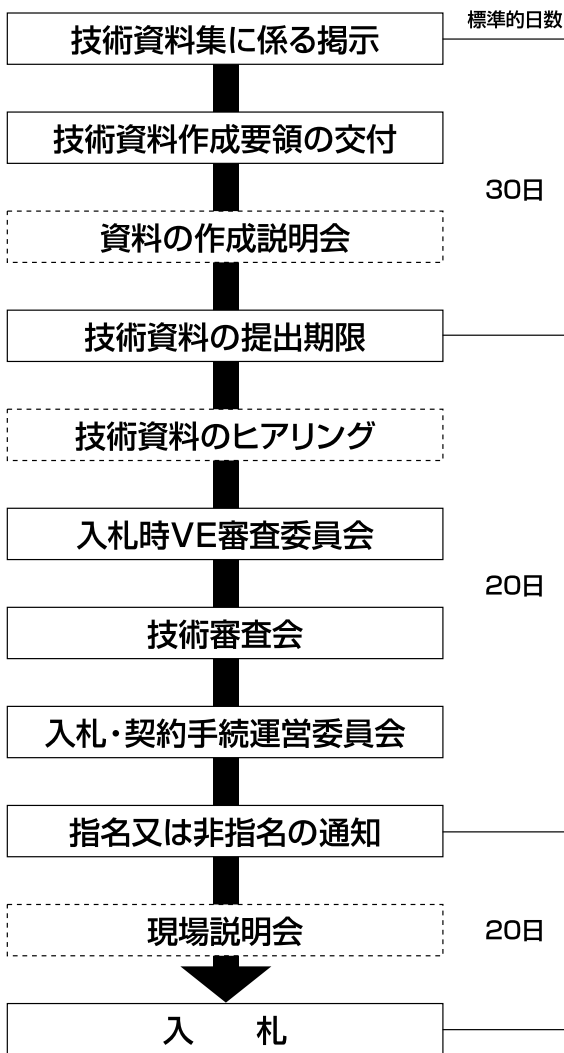 標準的日数
技術資料集に係る掲示
技術資料作成要領の交付
30日
資料の作成説明会
技術資料の提出期限
技術資料のヒアリング
入札時VE審査委員会
20日
技術審査会
入札・契約手続運営委員会
指名又は非指名の通知
現場説明会
20日
入　　札